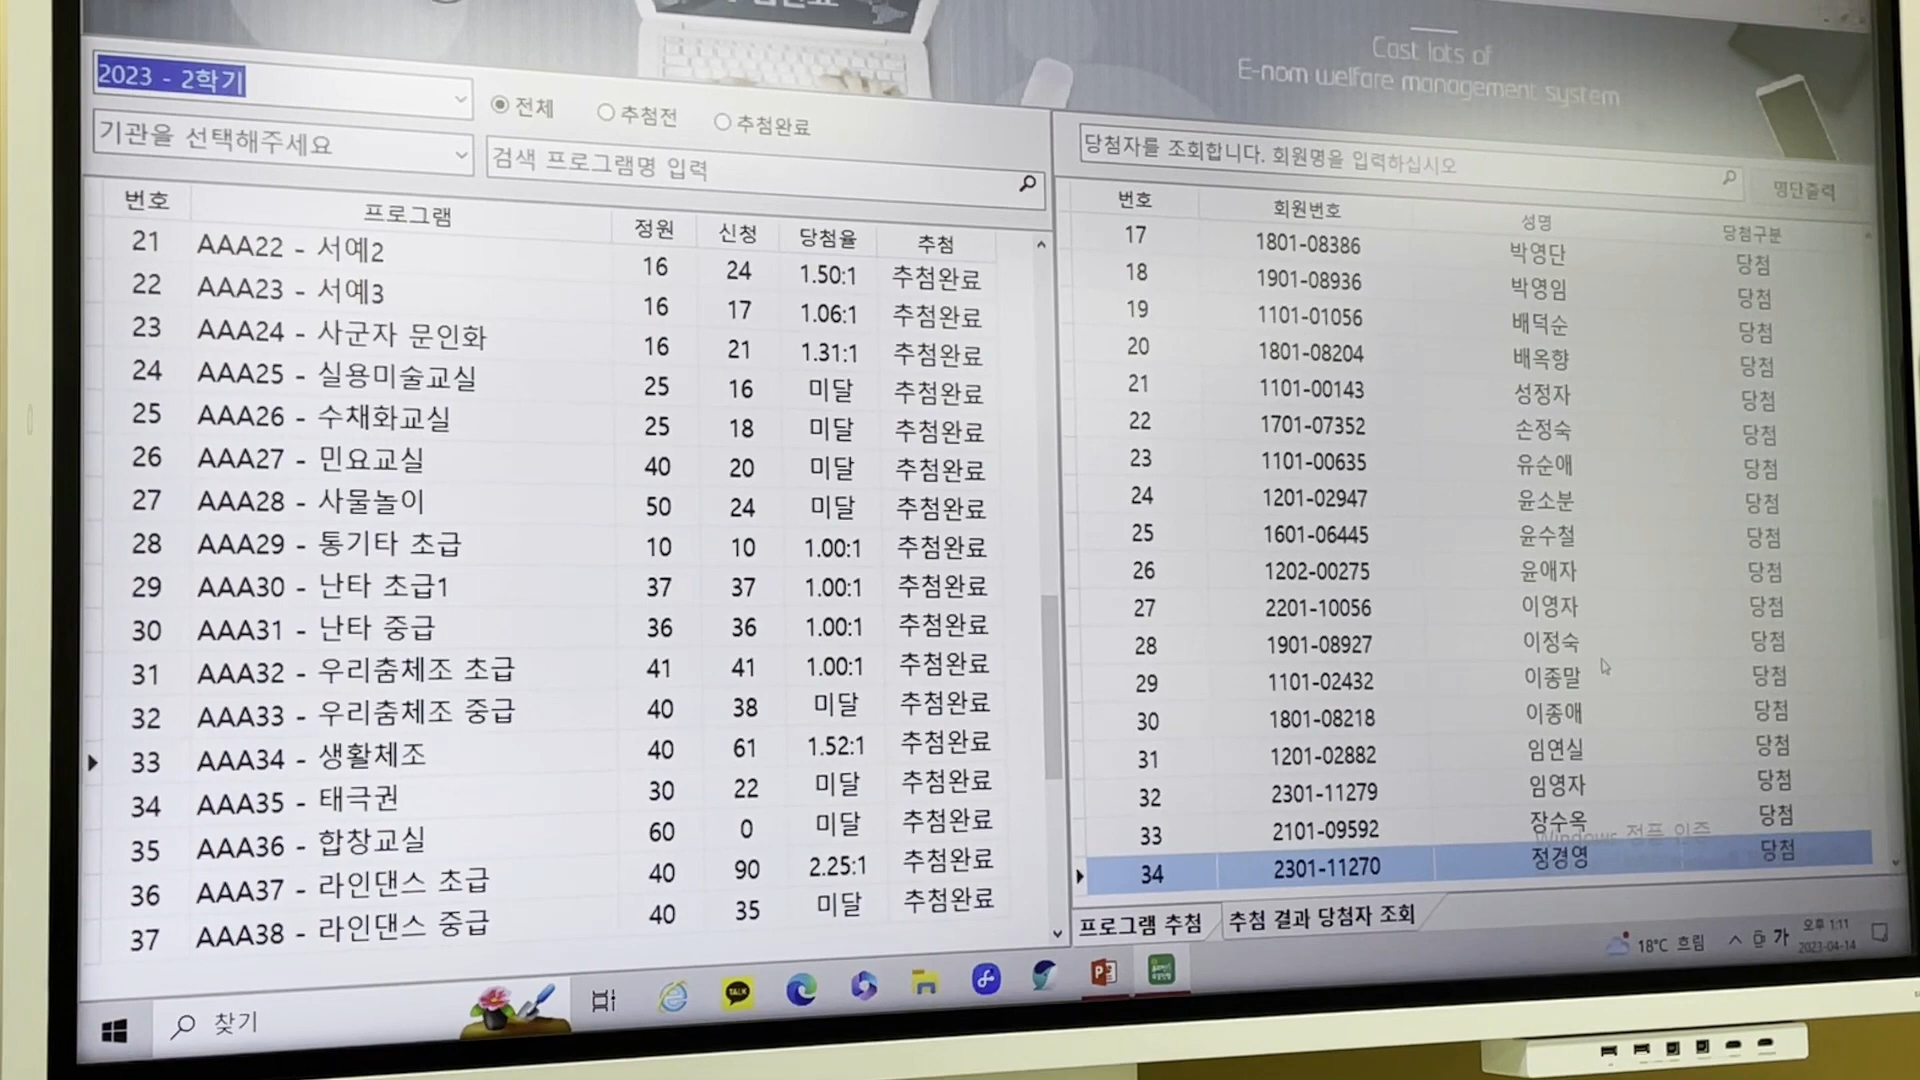 Cast lots of
E-nom welfare management system
2023 - 2학기
전체 추첨전 추첨완료
기관을 선택해주세요
검색 프로그램명 입력
번호 프로그램 정원 신청 당첨율 추첨
21 AAA22 - 서예2 16 24 1.50:1 추첨완료
22 AAA23 - 서예3 16 17 1.06:1 추첨완료
23 AAA24 - 사군자 문인화 16 21 1.31:1 추첨완료
24 AAA25 - 실용미술교실 25 16 미달 추첨완료
25 AAA26 - 수채화교실 25 18 미달 추첨완료
26 AAA27 - 민요교실 40 20 미달 추첨완료
27 AAA28 - 사물놀이 50 24 미달 추첨완료
28 AAA29 - 통기타 초급 10 10 1.00:1 추첨완료
29 AAA30 - 난타 초급1 37 37 1.00:1 추첨완료
30 AAA31 - 난타 중급 36 36 1.00:1 추첨완료
31 AAA32 - 우리춤체조 초급 41 41 1.00:1 추첨완료
32 AAA33 - 우리춤체조 중급 40 38 미달 추첨완료
33 AAA34 - 생활체조 40 61 1.52:1 추첨완료
34 AAA35 - 태극권 30 22 미달 추첨완료
35 AAA36 - 합창교실 60 0 미달 추첨완료
36 AAA37 - 라인댄스 초급 40 90 2.25:1 추첨완료
37 AAA38 - 라인댄스 중급 40 35 미달 추첨완료
당첨자를 조회합니다. 회원명을 입력하십시오
명단출력
번호 회원번호 성명 당첨구분
17 1801-08386 박영단 당첨
18 1901-08936 박영임 당첨
19 1101-01056 배덕순 당첨
20 1801-08204 배옥향 당첨
21 1101-00143 성정자 당첨
22 1701-07352 손정숙 당첨
23 1101-00635 유순애 당첨
24 1201-02947 윤소분 당첨
25 1601-06445 윤수철 당첨
26 1202-00275 윤애자 당첨
27 2201-10056 이영자 당첨
28 1901-08927 이정숙 당첨
29 1101-02432 이종말 당첨
30 1801-08218 이종애 당첨
31 1201-02882 임연실 당첨
32 2301-11279 임영자 당첨
33 2101-09592 장수옥 당첨
Windows 정품 인증
34 2301-11270 정경영 당첨
프로그램 추첨 추첨 결과 당첨자 조회
찾기
TALK
18°C 흐림
가
오후 1:11
2023-04-14